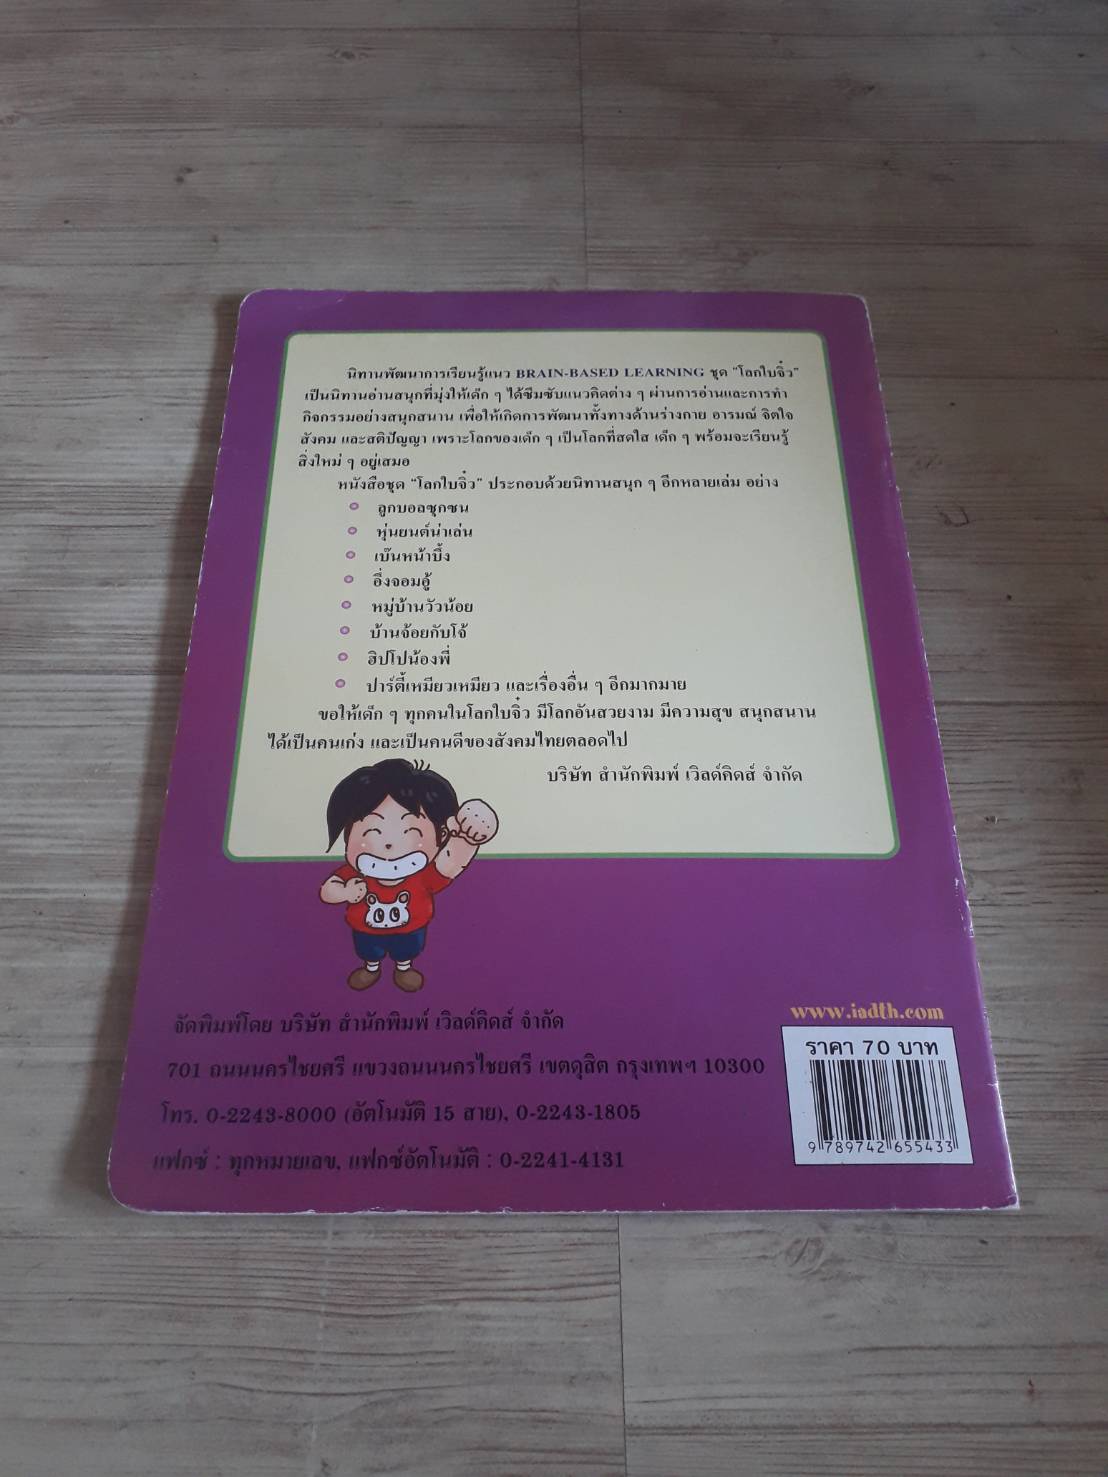 นิทานพัฒนาการเรียนรู้แนว BRAIN-BASED LEARNING ชุด "โลกใบจิ๋ว"
เป็นนิทานอ่านสนุกที่มุ่งให้เด็ก ๆ ได้ซึมซับแนวคิดต่าง ๆ ผ่านการอ่านและการทำ
กิจกรรมอย่างสนุกสนาน เพื่อให้เกิดการพัฒนาทั้งทางด้านร่างกาย อารมณ์ จิตใจ
สังคม และสติปัญญา เพราะโลกของเด็ก ๆ เป็นโลกที่สดใส เด็ก ๆ พร้อมจะเรียนรู้
สิ่งใหม่ ๆ อยู่เสมอ
หนังสือชุด "โลกใบจิ๋ว" ประกอบด้วยนิทานสนุก ๆ อีกหลายเล่ม อย่าง
ลูกบอลซุกซน
หุ่นยนต์น่าเล่น
เบ๊นหน้าบึ้ง
อึ่งจอมอู้
หมู่บ้านวัวน้อย
บ้านจ้อยกับโจ้
ฮิปโปน้องพี่
ปาร์ตี้เหมียวเหมียว และเรื่องอื่น ๆ อีกมากมาย
ขอให้เด็ก ๆ ทุกคนในโลกใบจิ๋ว มีโลกอันสวยงาม มีความสุข สนุกสนาน
ได้เป็นคนเก่ง และเป็นคนดีของสังคมไทยตลอดไป
บริษัท สำนักพิมพ์ เวิลด์คิดส์ จำกัด
จัดพิมพ์โดย บริษัท สำนักพิมพ์ เวิลด์คิดส์ จำกัด
701 ถนนนครไชยศรี แขวงถนนนครไชยศรี เขตดุสิต กรุงเทพฯ 10300
โทร. 0-2243-8000 (อัตโนมัติ 15 สาย), 0-2243-1805
แฟกซ์ : ทุกหมายเลข, แฟกซ์อัตโนมัติ : 0-2241-4131
www.iadth.com
ราคา 70 บาท
9 789742 655433